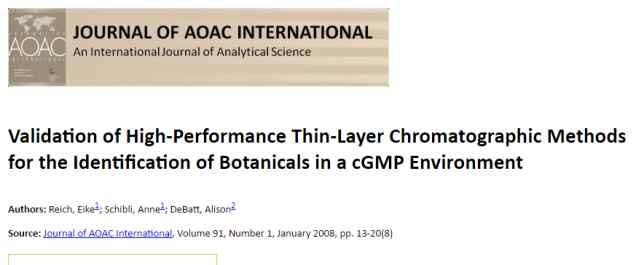 JOURNAL OF AOAC INTERNATIONAL
An International Journal of Analytical Science
AOAC
INTERNATIONAL
Validation of High-Performance Thin-Layer Chromatographic Methods
for the Identification of Botanicals in a cGMP Environment
Authors: Reich, Eike1; Schibli, Anne1; DeBatt, Alison2
Source: Journal of AOAC International, Volume 91, Number 1, January 2008, pp. 13-20(8)